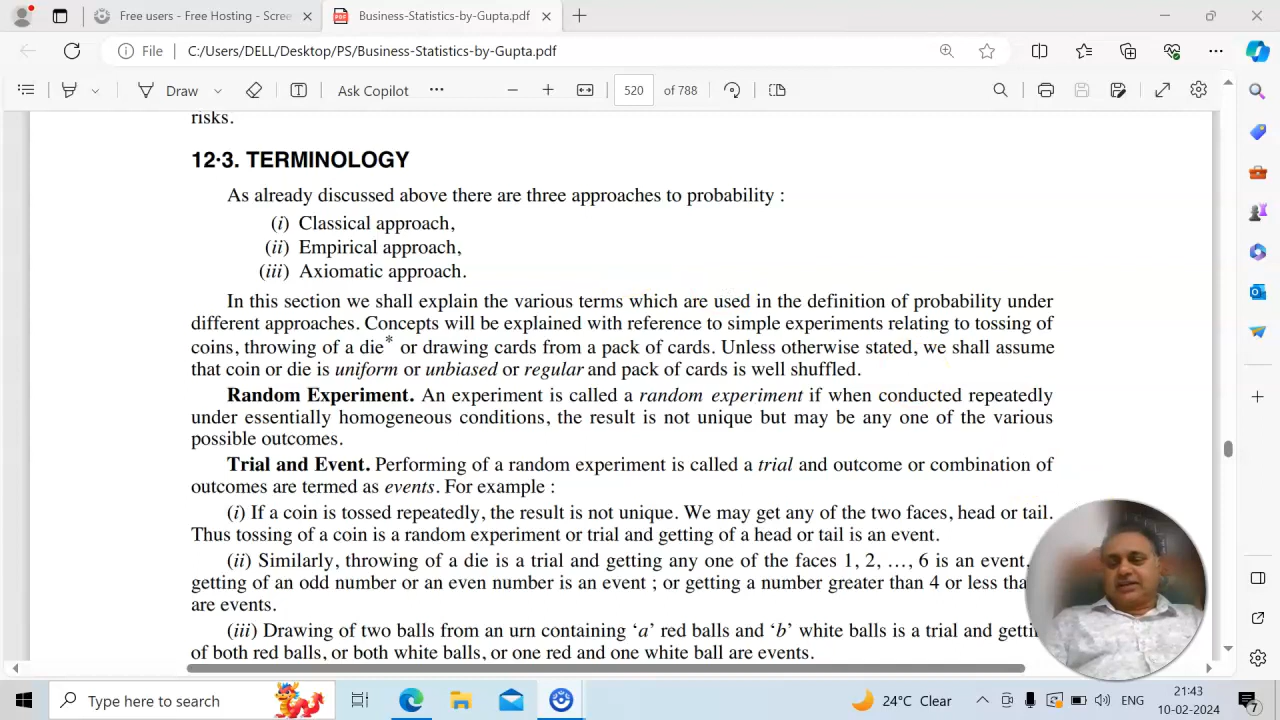 Free users - Free Hosting - Scree
Business-Statistics-by-Gupta.pdf
File
C:/Users/DELL/Desktop/PS/Business-Statistics-by-Gupta.pdf
Draw
Ask Copilot
520 of 788
risks.
12·3. TERMINOLOGY
As already discussed above there are three approaches to probability :
(i) Classical approach,
(ii) Empirical approach,
(iii) Axiomatic approach.
In this section we shall explain the various terms which are used in the definition of probability under
different approaches. Concepts will be explained with reference to simple experiments relating to tossing of
coins, throwing of a die* or drawing cards from a pack of cards. Unless otherwise stated, we shall assume
that coin or die is uniform or unbiased or regular and pack of cards is well shuffled.
Random Experiment. An experiment is called a random experiment if when conducted repeatedly
under essentially homogeneous conditions, the result is not unique but may be any one of the various
possible outcomes.
Trial and Event. Performing of a random experiment is called a trial and outcome or combination of
outcomes are termed as events. For example :
(i) If a coin is tossed repeatedly, the result is not unique. We may get any of the two faces, head or tail.
Thus tossing of a coin is a random experiment or trial and getting of a head or tail is an event.
(ii) Similarly, throwing of a die is a trial and getting any one of the faces 1, 2, …, 6 is an event,
getting of an odd number or an even number is an event ; or getting a number greater than 4 or less tha
are events.
(iii) Drawing of two balls from an urn containing ‘a’ red balls and ‘b’ white balls is a trial and getti
of both red balls, or both white balls, or one red and one white ball are events.
Type here to search
24°C Clear
ENG
21:43
10-02-2024
7